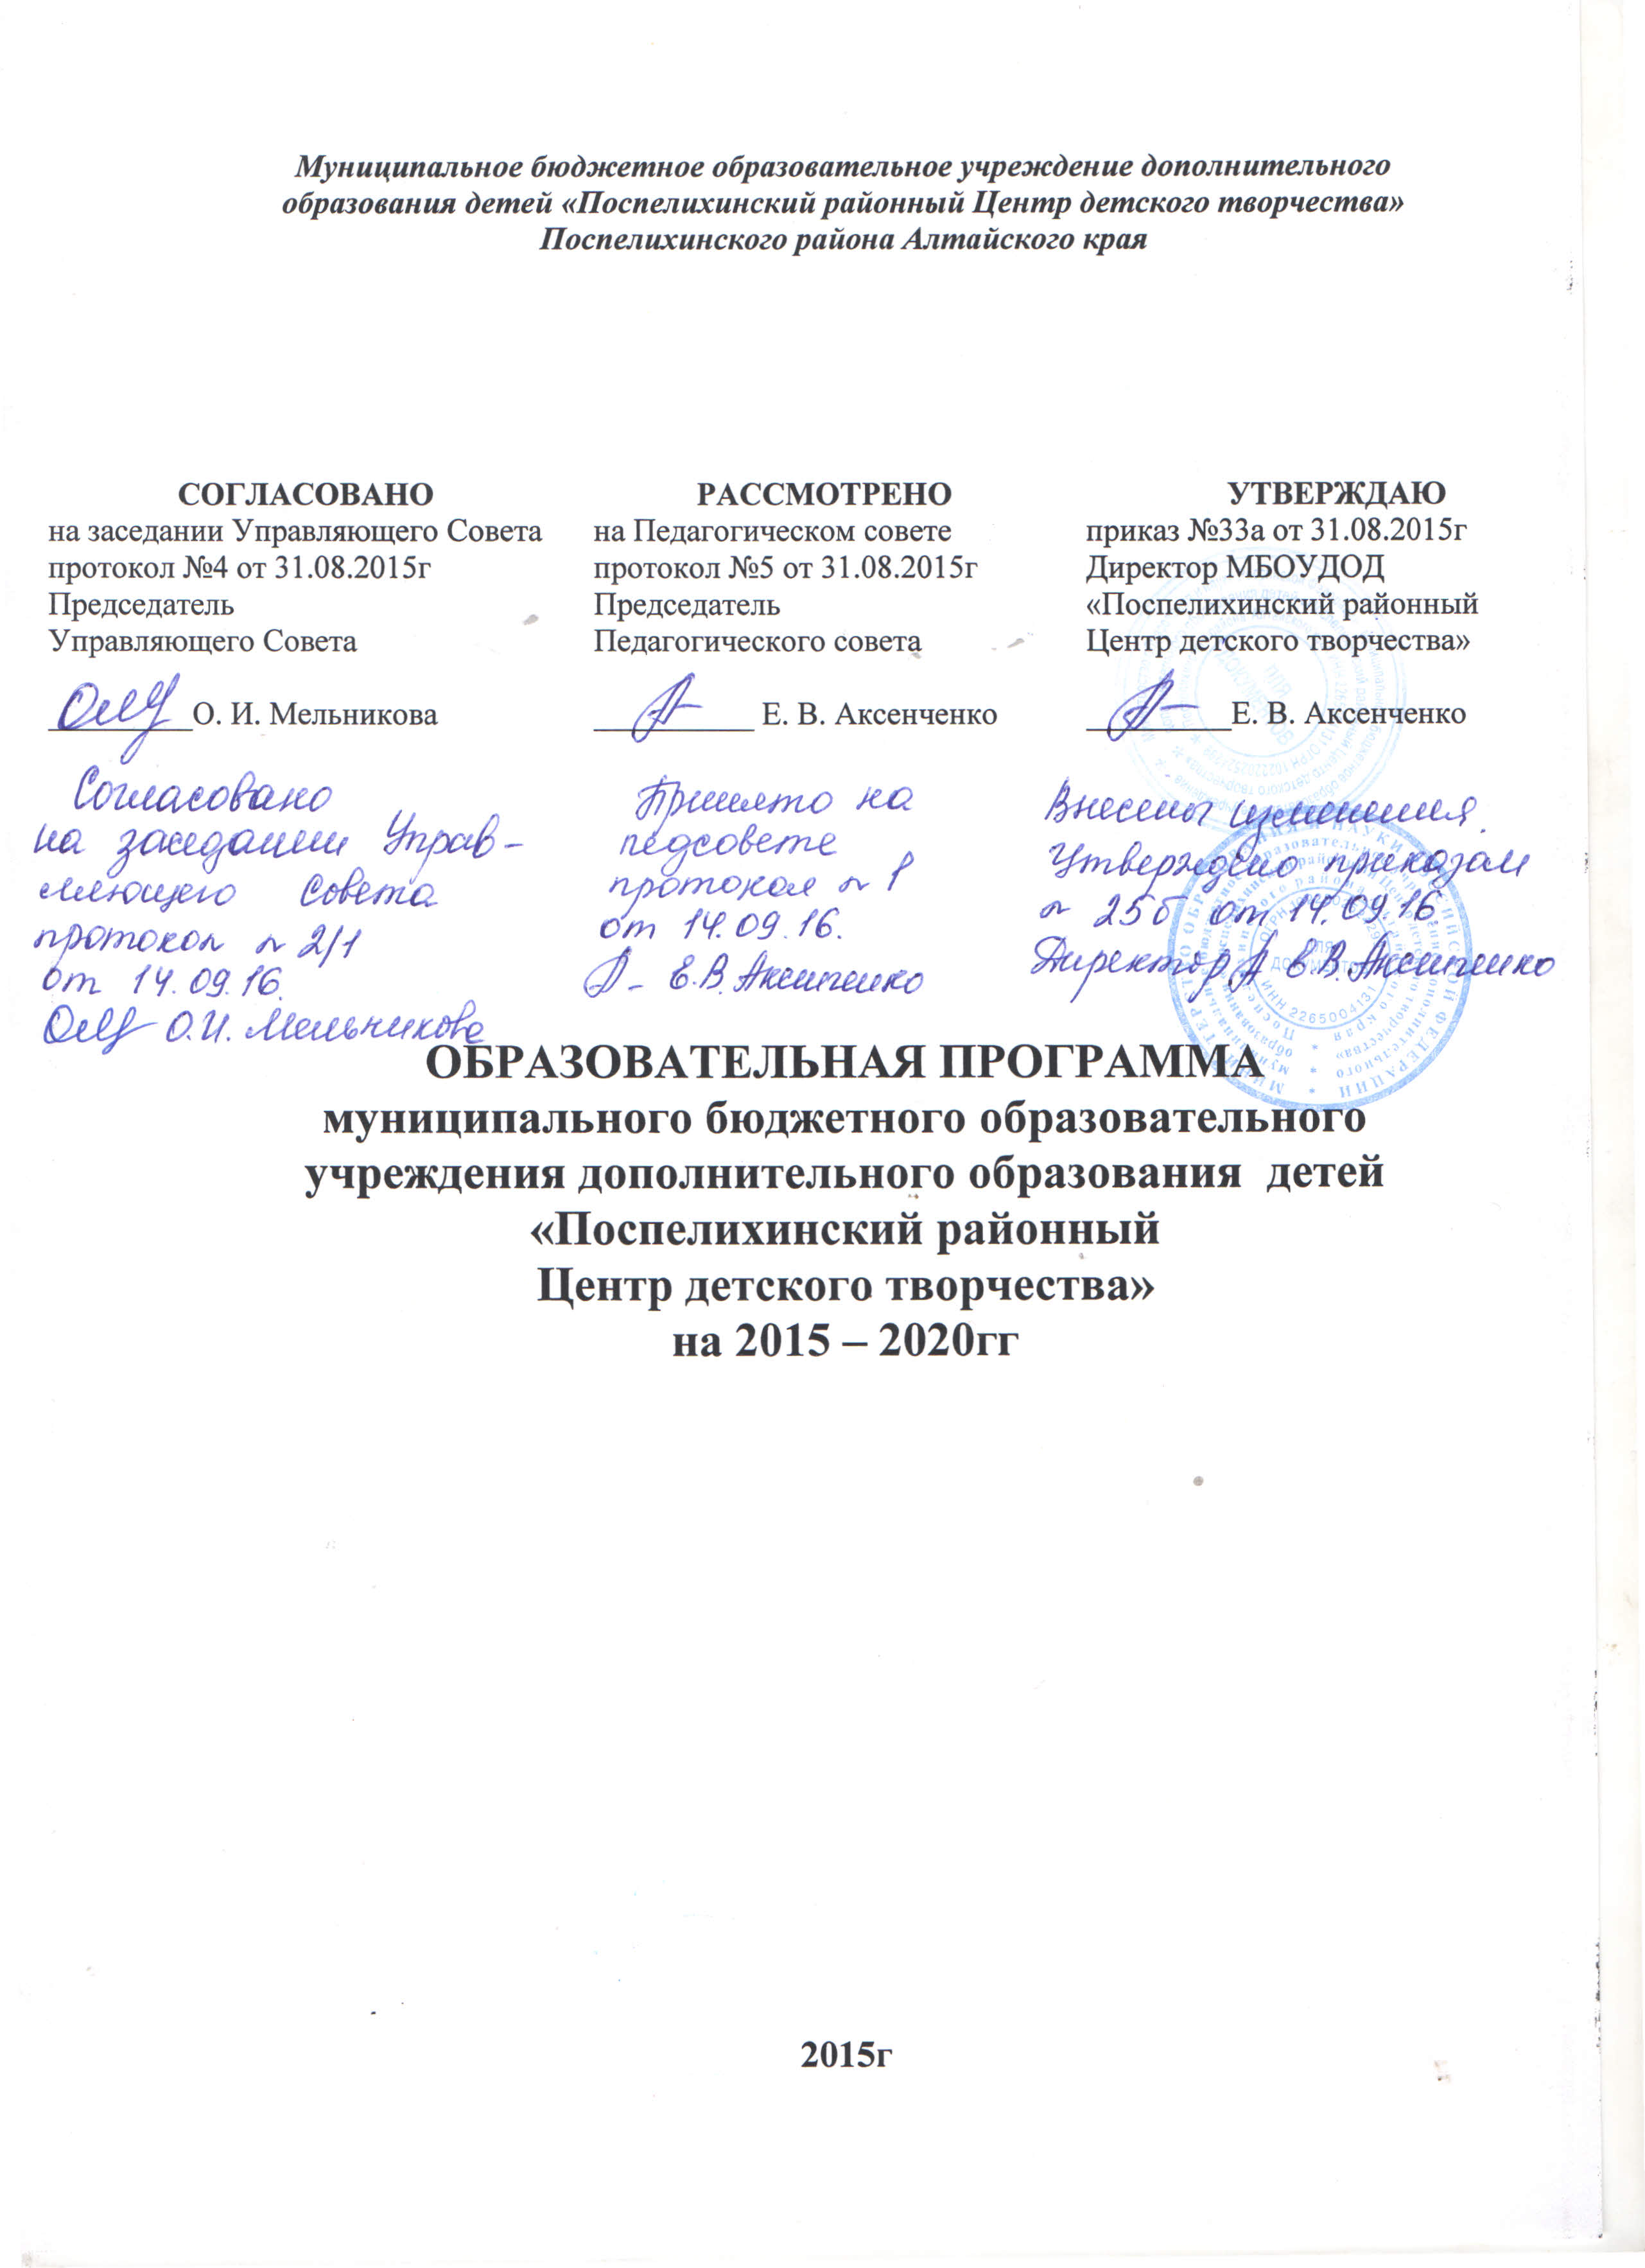 Муниципальное бюджетное образовательное учреждение дополнительного
образования детей «Поспелихинский районный Центр детского творчества»
Поспелихинского района Алтайского края
СОГЛАСОВАНО
на заседании Управляющего Совета
протокол №4 от 31.08.2015г
Председатель
Управляющего Совета
О. И. Мельникова
Согласовано
на заседании Управ-
ляющего Совета
протокол № 2/1
от 14.09.16.
О.И. Мельникова
РАССМОТРЕНО
на Педагогическом совете
протокол №5 от 31.08.2015г
Председатель
Педагогического совета
Е. В. Аксенченко
Принято на
педсовете
протокол № 1
от 14.09.16.
Е.В. Аксенченко
УТВЕРЖДАЮ
приказ №33а от 31.08.2015г
Директор МБОУДОД
«Поспелихинский районный
Центр детского творчества»
Е. В. Аксенченко
Внесены изменения.
Утверждено приказом
№ 25б от 14.09.16.
Директор Е.В. Аксенченко
ДЛЯ
ДОКУМЕНТОВ
ИНН 2265004131
ОБРАЗОВАТЕЛЬНАЯ ПРОГРАММА
муниципального бюджетного образовательного
учреждения дополнительного образования детей
«Поспелихинский районный
Центр детского творчества»
на 2015 – 2020гг
2015г